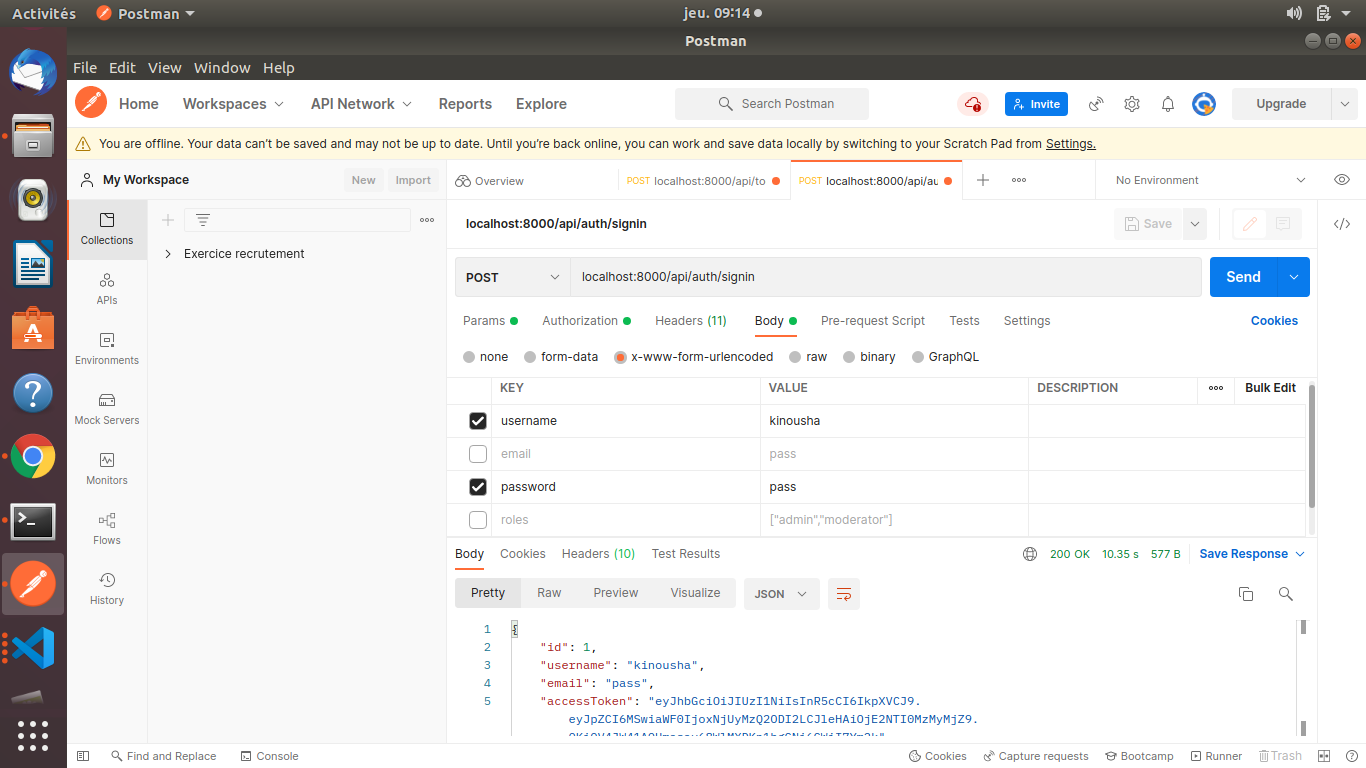 Activités Postman jeu. 09:14
Postman
File Edit View Window Help
Home Workspaces API Network Reports Explore Search Postman Invite Upgrade
You are offline. Your data can't be saved and may not be up to date. Until you're back online, you can work and save data locally by switching to your Scratch Pad from Settings.
My Workspace New Import Overview POST localhost:8000/api/to POST localhost:8000/api/au No Environment
Collections
APIs
Environments
Mock Servers
Monitors
Flows
History
Exercice recrutement
localhost:8000/api/auth/signin Save
POST localhost:8000/api/auth/signin Send
Params Authorization Headers (11) Body Pre-request Script Tests Settings Cookies
none form-data x-www-form-urlencoded raw binary GraphQL
KEY VALUE DESCRIPTION Bulk Edit
username kinousha
email pass
password pass
roles ["admin","moderator"]
Body Cookies Headers (10) Test Results 200 OK 10.35 s 577 B Save Response
Pretty Raw Preview Visualize JSON
1 {
2 "id": 1,
3 "username": "kinousha",
4 "email": "pass",
5 "accessToken": "eyJhbGciOiJIUzI1NiIsInR5cCI6IkpXVCJ9.
eyJpZCI6MSwiaWF0IjoxNjUyMzQ2ODI2LCJleHAiOjE2NTI0MzMyMjZ9.
Find and Replace Console Cookies Capture requests Bootcamp Runner Trash